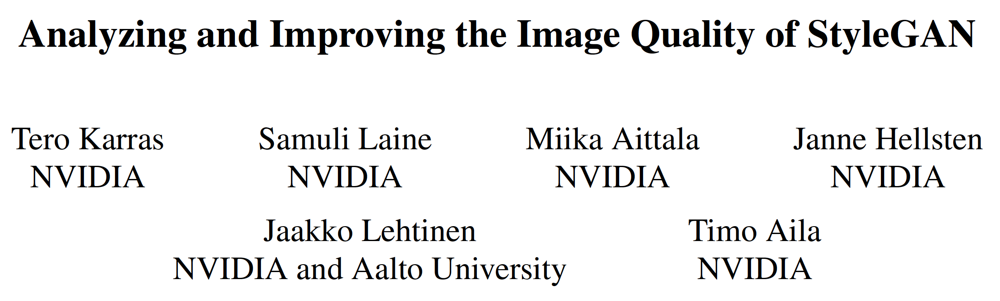 Analyzing and Improving the Image Quality of StyleGAN
Tero Karras Samuli Laine Miika Aittala Janne Hellsten
NVIDIA NVIDIA NVIDIA NVIDIA
Jaakko Lehtinen Timo Aila
NVIDIA and Aalto University NVIDIA